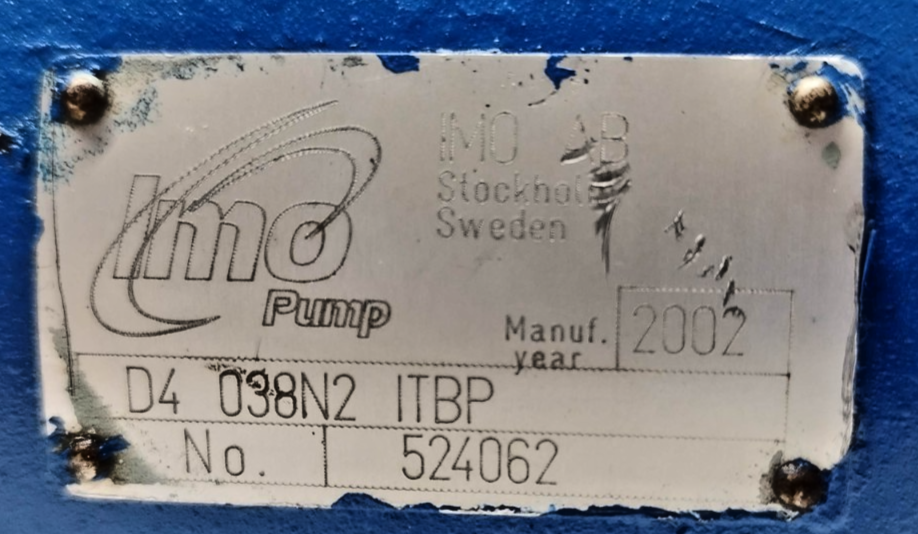 IMO AB
Stockholm
Sweden
Imo
Pump
Manuf.
year
2002
D4 038N2 ITBP
No. 524062